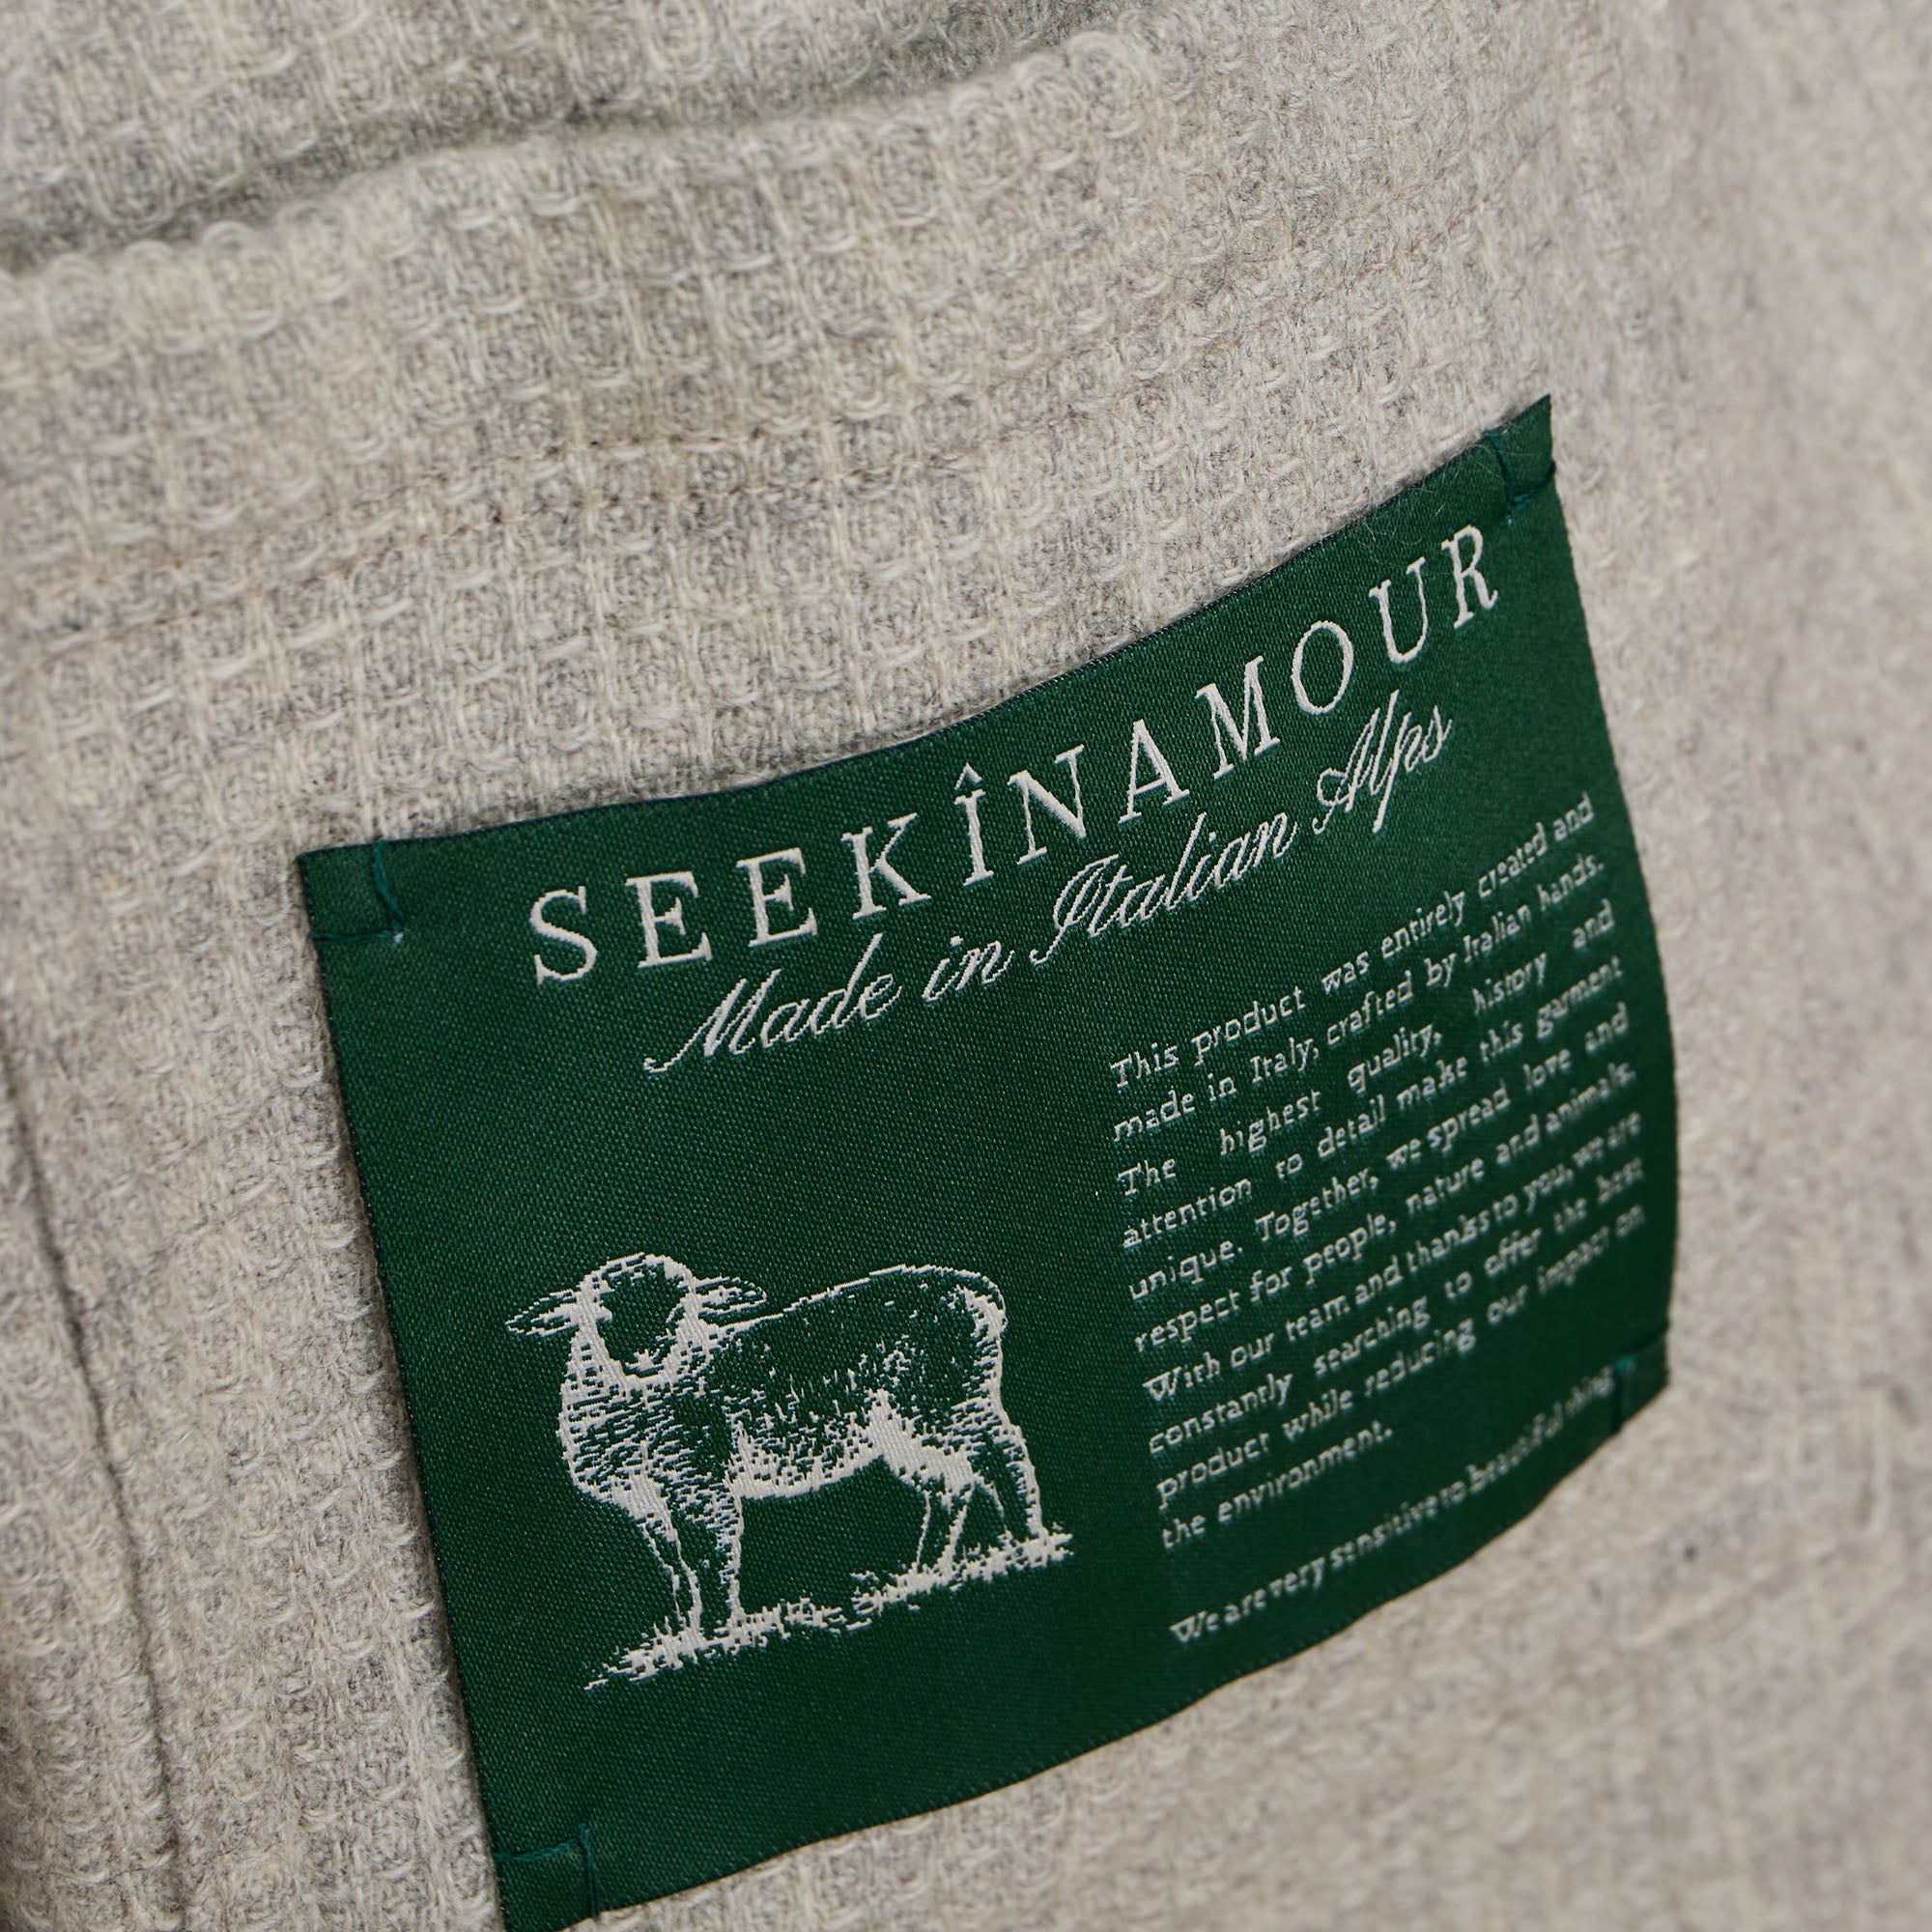 SEEKÎNAMOUR
Made in Italian Alps
This product was entirely created and
made in Italy, crafted by Italian hands.
The highest quality, history and
attention to detail make this garment
unique. Together, we spread love and
respect for people, nature and animals.
With our team and thanks to you, we are
constantly searching to offer the best
product while reducing our impact on
the environment.
We are very sensitive to beautiful things